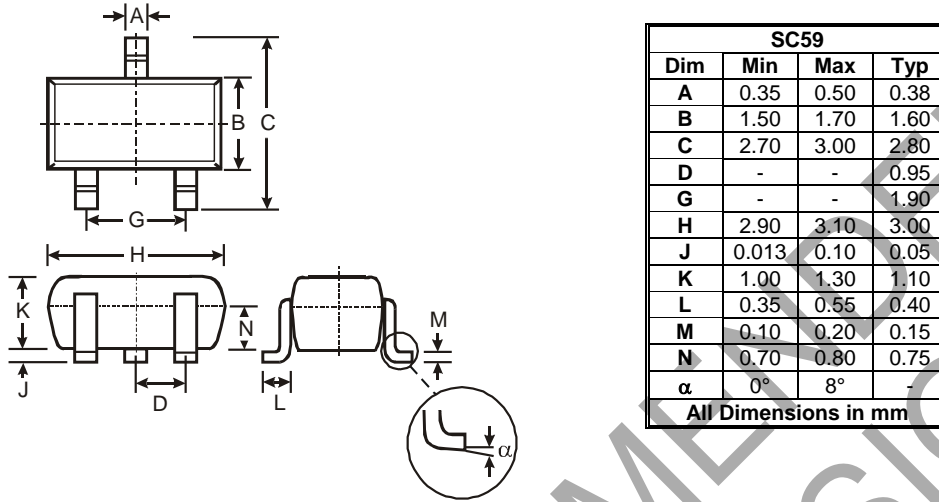 A
B
C
G
H
K
J
N
D
L
M
α
SC59
Dim Min Max Typ
A 0.35 0.50 0.38
B 1.50 1.70 1.60
C 2.70 3.00 2.80
D - - 0.95
G - - 1.90
H 2.90 3.10 3.00
J 0.013 0.10 0.05
K 1.00 1.30 1.10
L 0.35 0.55 0.40
M 0.10 0.20 0.15
N 0.70 0.80 0.75
α 0° 8° -
All Dimensions in mm